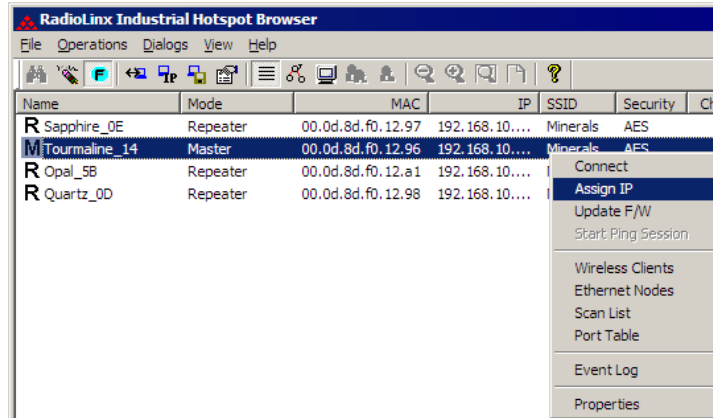 RadioLinx Industrial Hotspot Browser
File Operations Dialogs View Help
F IP ?
Name Mode MAC IP SSID Security Ch
R Sapphire_0E Repeater 00.0d.8d.f0.12.97 192.168.10.... Minerals AES
M Tourmaline_14 Master 00.0d.8d.f0.12.96 192.168.10.... Minerals AES
R Opal_5B Repeater 00.0d.8d.f0.12.a1 192.168.10....
R Quartz_0D Repeater 00.0d.8d.f0.12.98 192.168.10....
Connect
Assign IP
Update F/W
Start Ping Session
Wireless Clients
Ethernet Nodes
Scan List
Port Table
Event Log
Properties